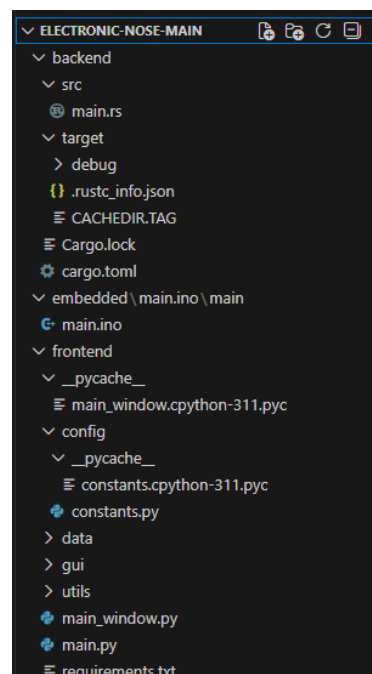 ELECTRONIC-NOSE-MAIN
backend
src
main.rs
target
debug
{} .rustc_info.json
CACHEDIR.TAG
Cargo.lock
cargo.toml
embedded\main.ino\main
main.ino
frontend
__pycache__
main_window.cpython-311.pyc
config
__pycache__
constants.cpython-311.pyc
constants.py
data
gui
utils
main_window.py
main.py
requirements.txt